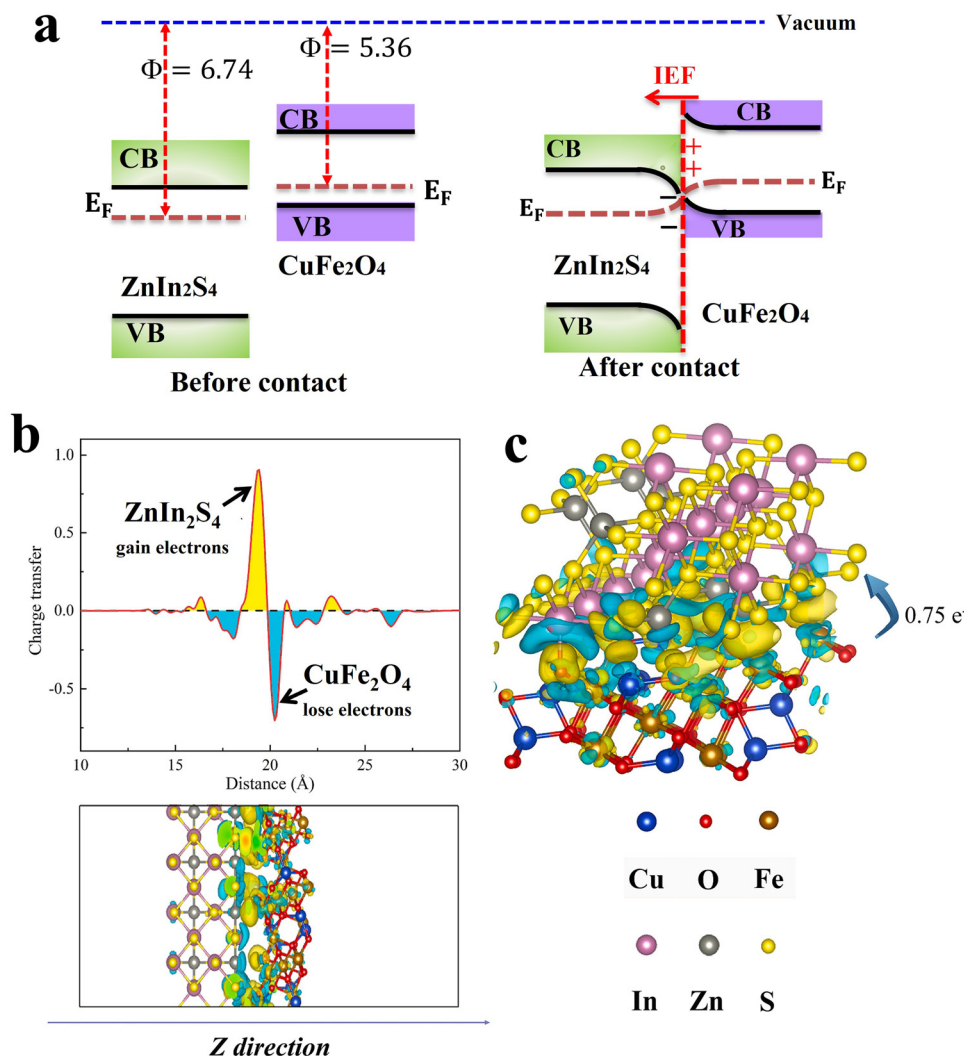 a
Vacuum
Φ = 6.74
Φ = 5.36
CB
CB
E_F
E_F
VB
ZnIn₂S₄
CuFe₂O₄
VB
Before contact
IEF
CB
CB
+
+
E_F
E_F
−
−
VB
ZnIn₂S₄
CuFe₂O₄
VB
After contact
b
Charge transfer
1.0
0.5
0.0
-0.5
ZnIn₂S₄
gain electrons
CuFe₂O₄
lose electrons
10 15 20 25 30
Distance (Å)
Z direction
c
0.75 e⁻
Cu O Fe
In Zn S